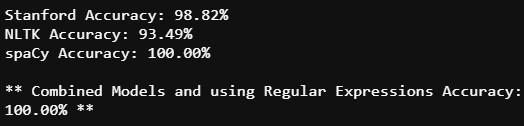 Stanford Accuracy: 98.82%
NLTK Accuracy: 93.49%
spaCy Accuracy: 100.00%
** Combined Models and using Regular Expressions Accuracy:
100.00% **